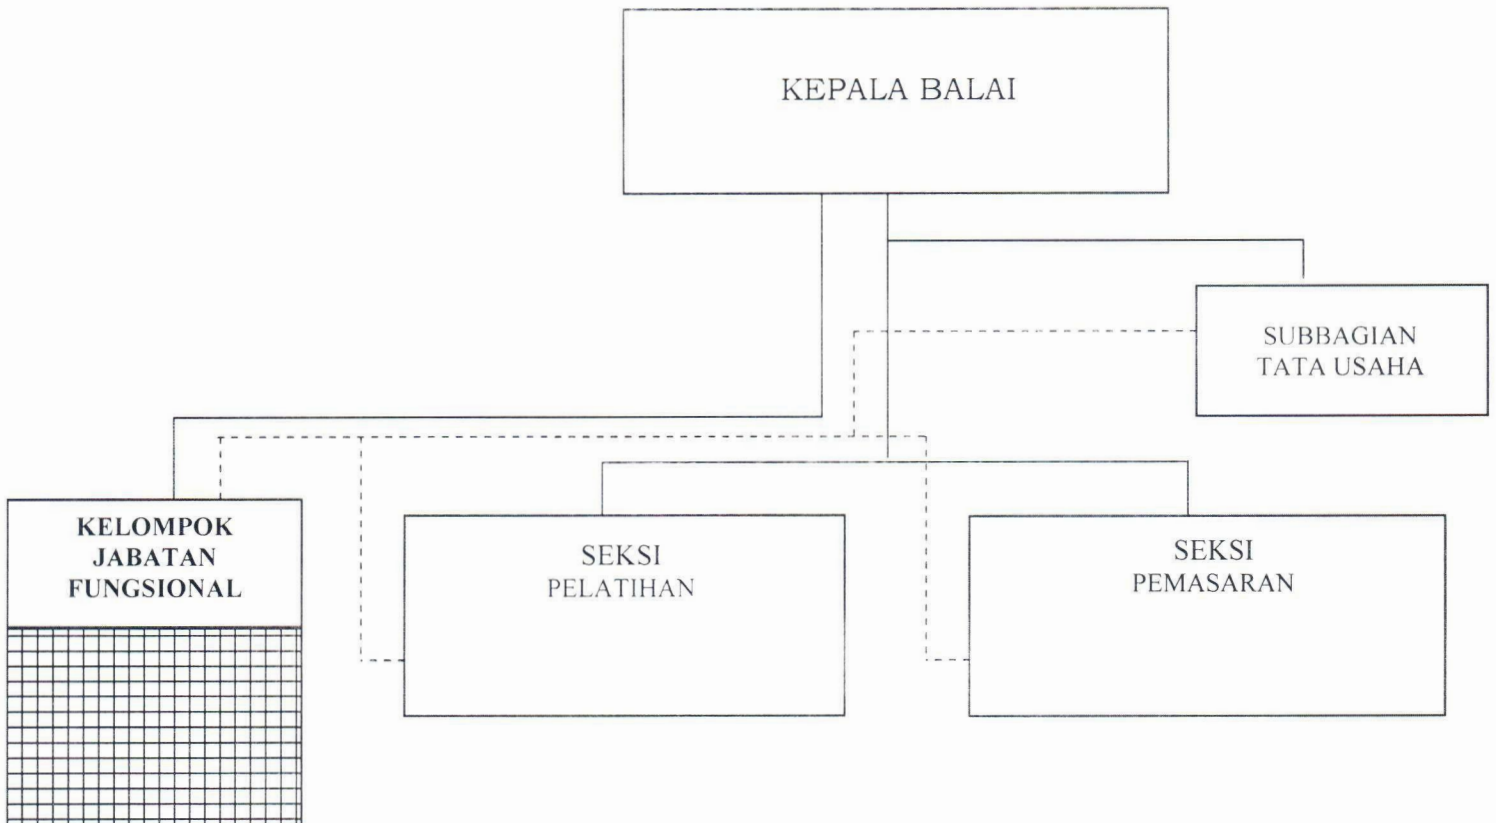 KEPALA BALAI
SUBBAGIAN
TATA USAHA
KELOMPOK
JABATAN
FUNGSIONAL
SEKSI
PELATIHAN
SEKSI
PEMASARAN